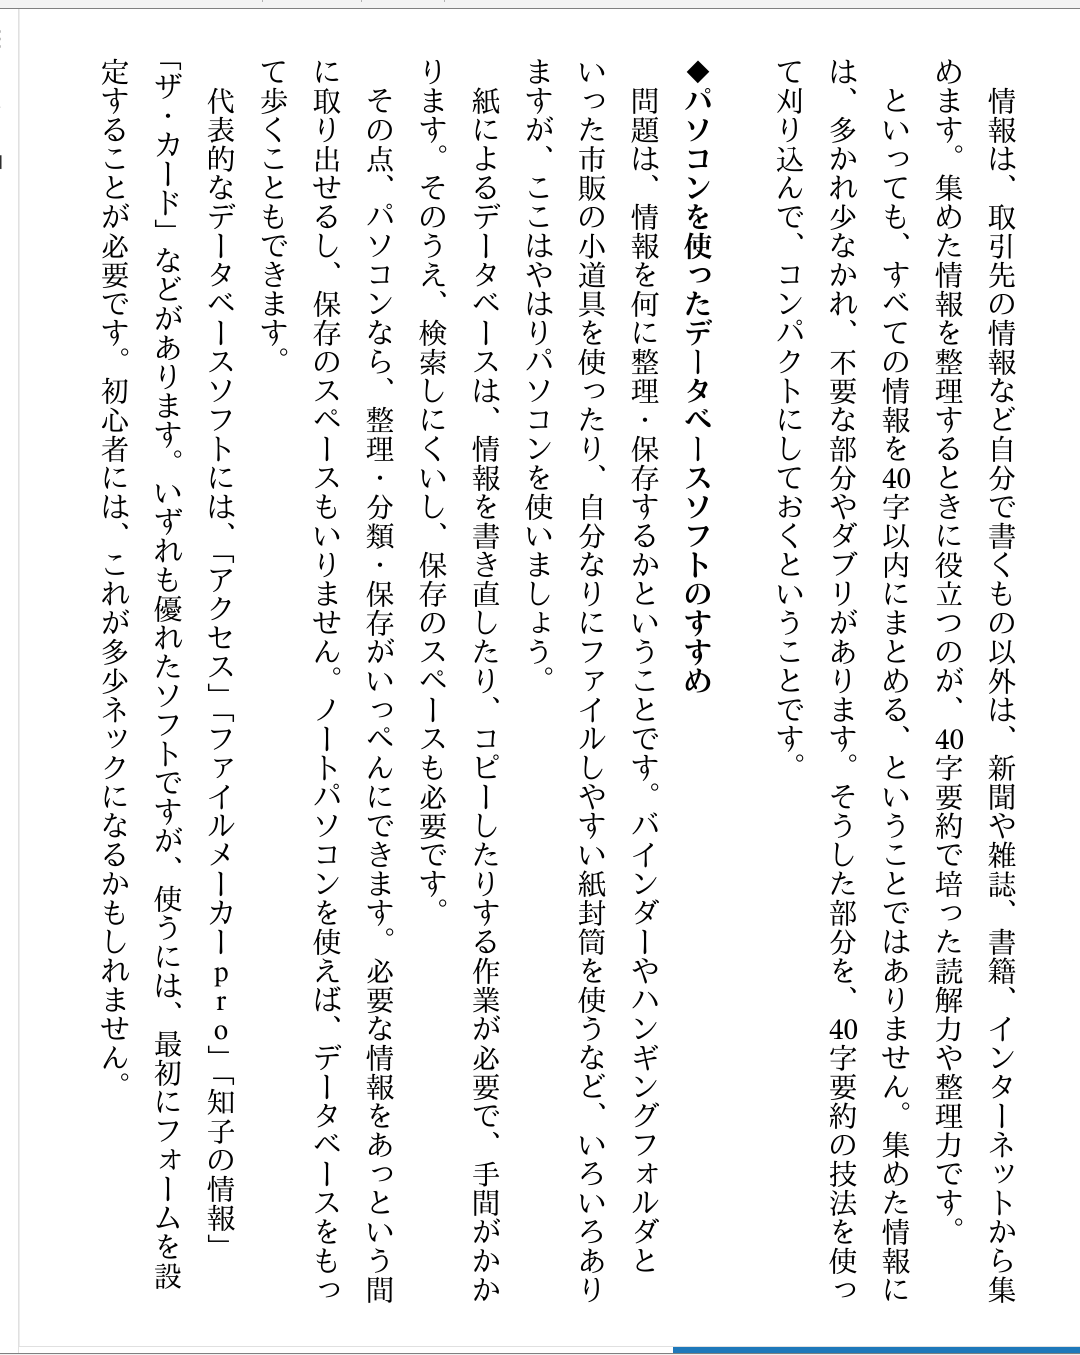 情報は、取引先の情報など自分で書くもの以外は、新聞や雑誌、書籍、インターネットから集
めます。集めた情報を整理するときに役立つのが、40字要約で培った読解力や整理力です。
　といっても、すべての情報を40字以内にまとめる、ということではありません。集めた情報に
は、多かれ少なかれ、不要な部分やダブリがあります。そうした部分を、40字要約の技法を使っ
て刈り込んで、コンパクトにしておくということです。
◆パソコンを使ったデータベースソフトのすすめ
　問題は、情報を何に整理・保存するかということです。バインダーやハンギングフォルダと
いった市販の小道具を使ったり、自分なりにファイルしやすい紙封筒を使うなど、いろいろあり
ますが、ここはやはりパソコンを使いましょう。
　紙によるデータベースは、情報を書き直したり、コピーしたりする作業が必要で、手間がかか
ります。そのうえ、検索しにくいし、保存のスペースも必要です。
　その点、パソコンなら、整理・分類・保存がいっぺんにできます。必要な情報をあっという間
に取り出せるし、保存のスペースもいりません。ノートパソコンを使えば、データベースをもっ
て歩くこともできます。
　代表的なデータベースソフトには、「アクセス」「ファイルメーカーpro」「知子の情報」
「ザ・カード」などがあります。いずれも優れたソフトですが、使うには、最初にフォームを設
定することが必要です。初心者には、これが多少ネックになるかもしれません。